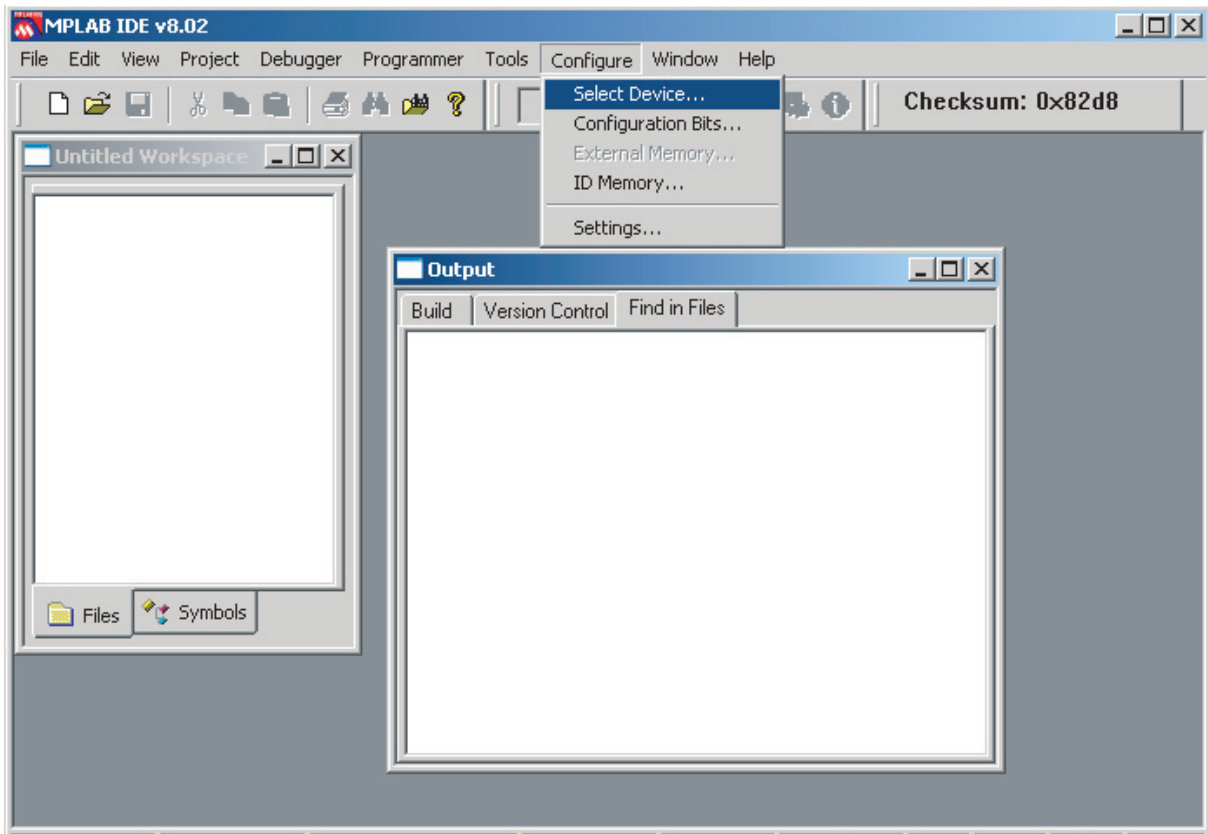 MPLAB IDE v8.02
File Edit View Project Debugger Programmer Tools Configure Window Help
Checksum: 0x82d8
Select Device...
Configuration Bits...
External Memory...
ID Memory...
Settings...
Untitled Workspace
Files Symbols
Output
Build Version Control Find in Files